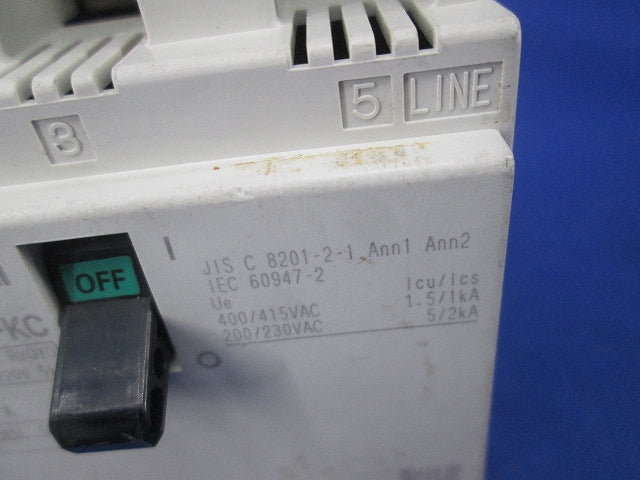 3
5 LINE
I
JIS C 8201-2-1 Ann1 Ann2
IEC 60947-2
Ue Icu/Ics
400/415VAC 1.5/1kA
200/230VAC 5/2kA
OFF
-KC
O